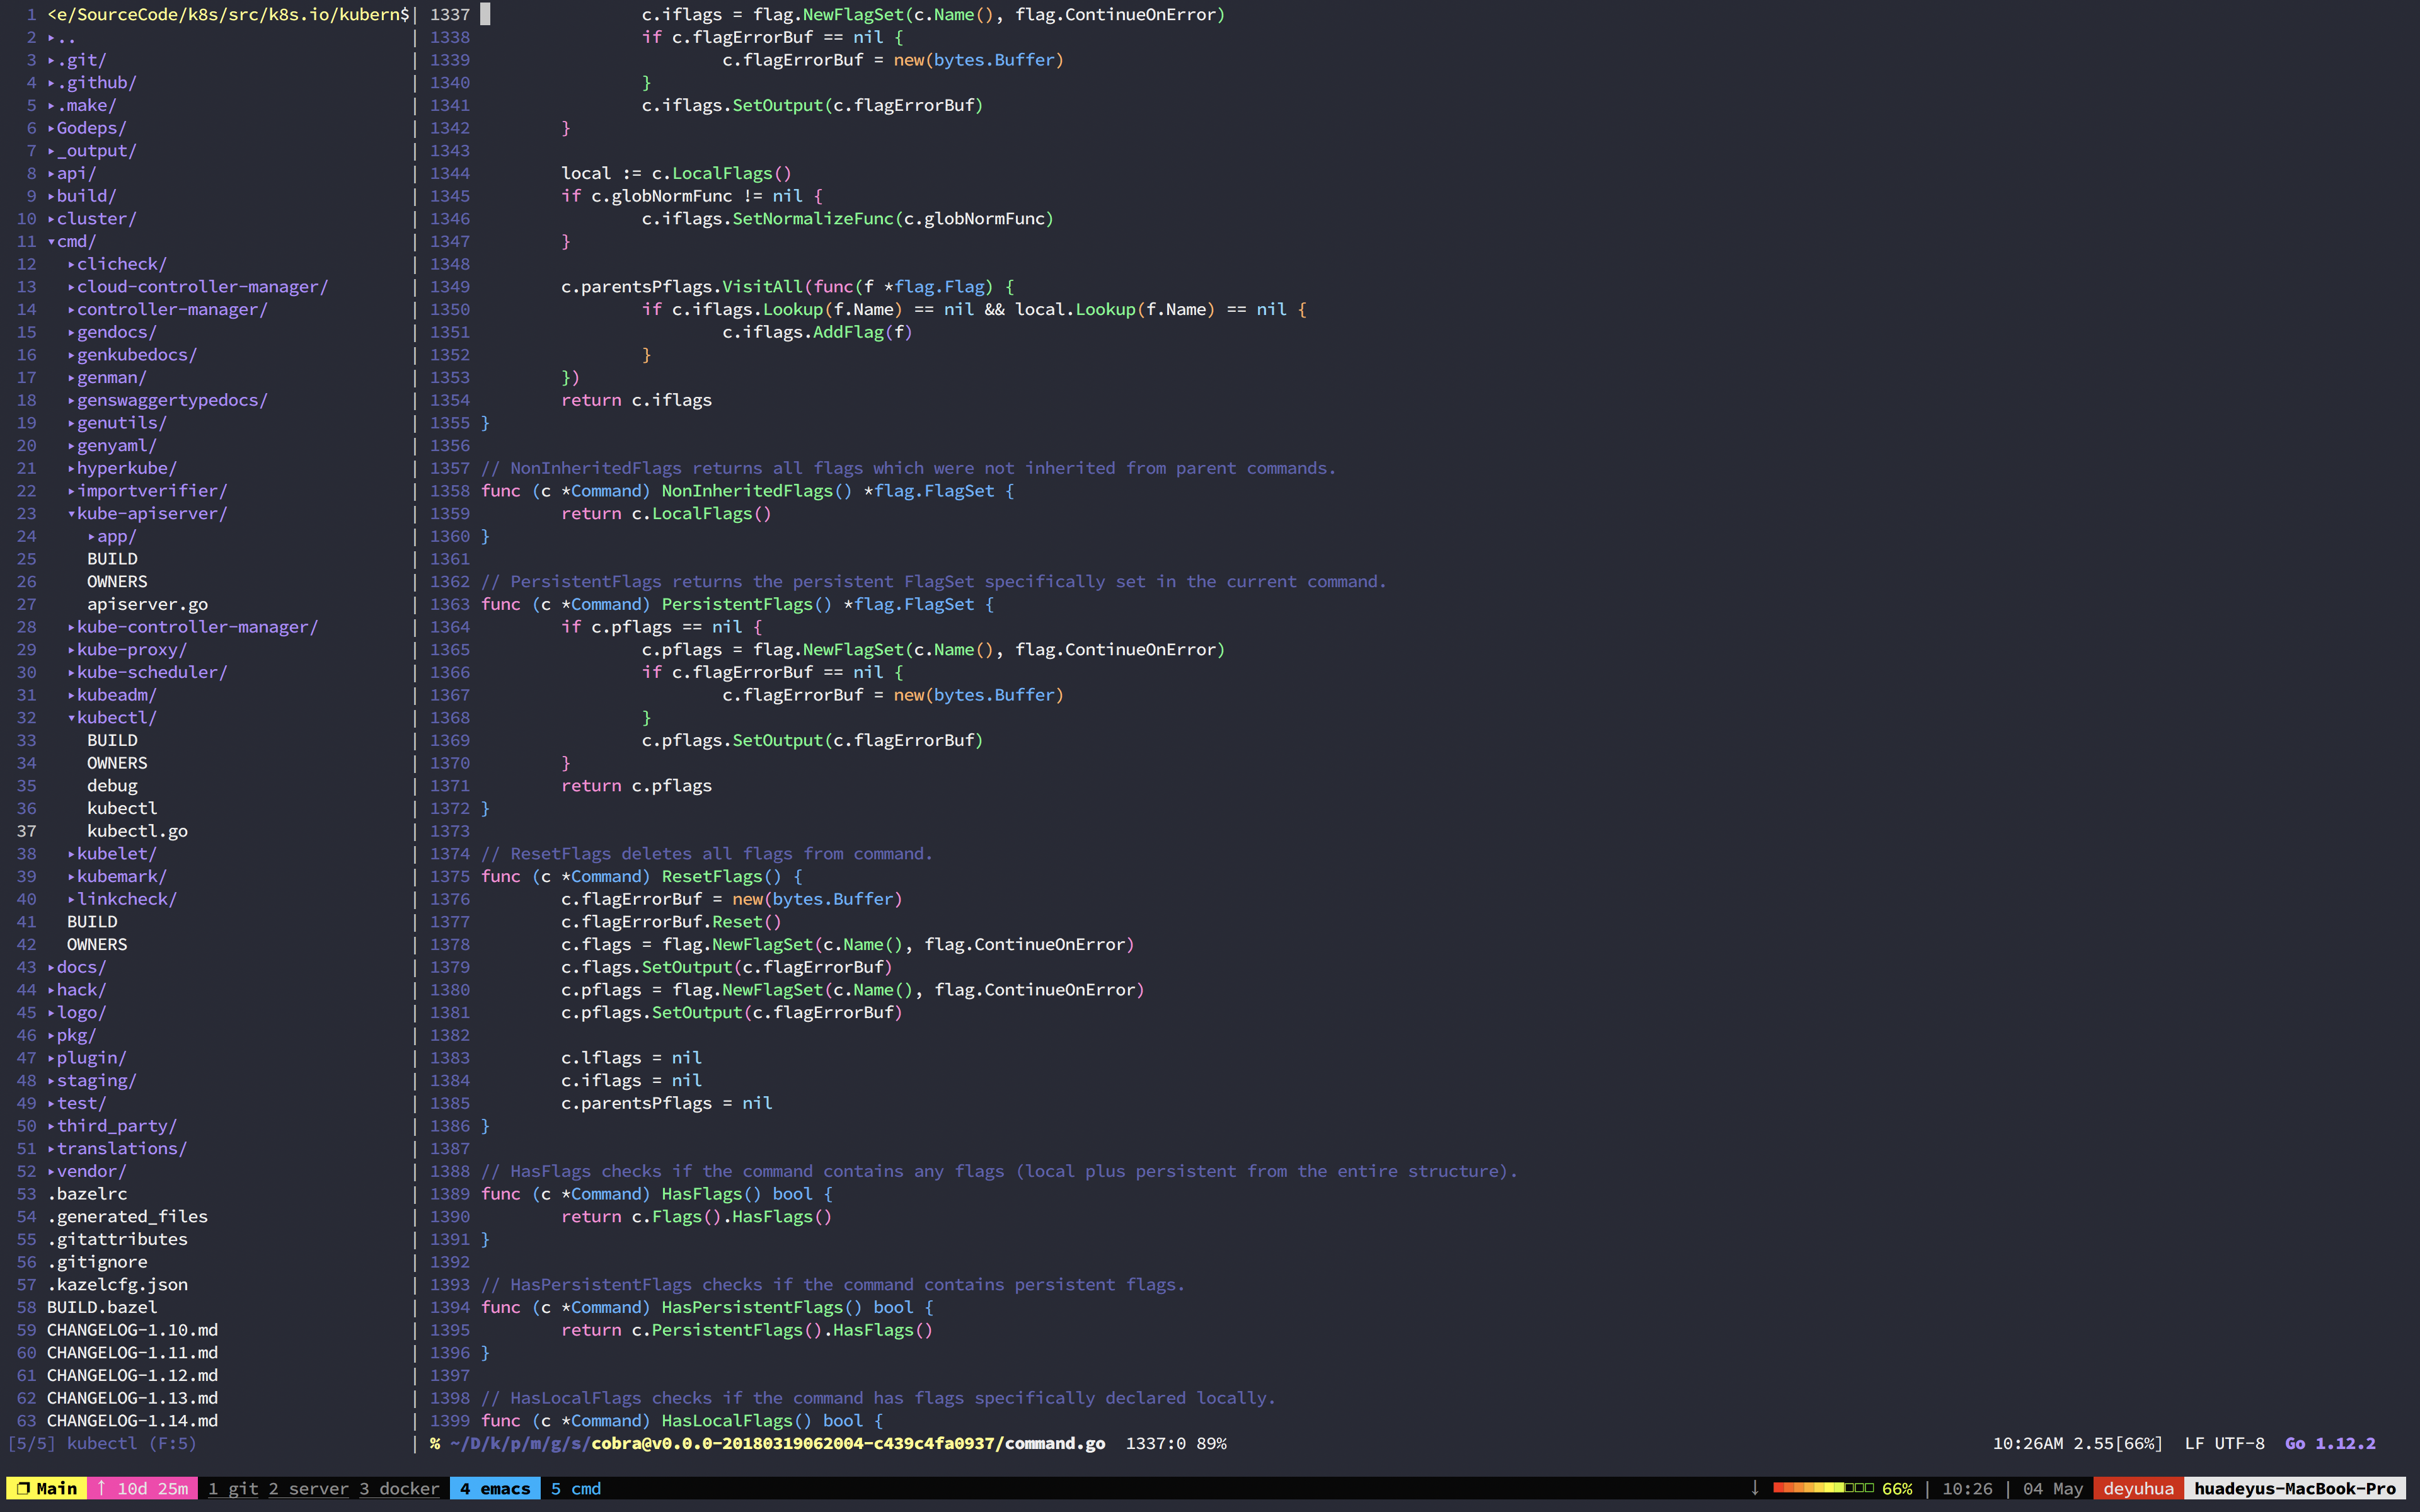 1 <e/SourceCode/k8s/src/k8s.io/kubern$
2 ▸..
3 ▸.git/
4 ▸.github/
5 ▸.make/
6 ▸Godeps/
7 ▸_output/
8 ▸api/
9 ▸build/
10 ▸cluster/
11 ▾cmd/
12 ▸clicheck/
13 ▸cloud-controller-manager/
14 ▸controller-manager/
15 ▸gendocs/
16 ▸genkubedocs/
17 ▸genman/
18 ▸genswaggertypedocs/
19 ▸genutils/
20 ▸genyaml/
21 ▸hyperkube/
22 ▸importverifier/
23 ▾kube-apiserver/
24 ▸app/
25 BUILD
26 OWNERS
27 apiserver.go
28 ▸kube-controller-manager/
29 ▸kube-proxy/
30 ▸kube-scheduler/
31 ▸kubeadm/
32 ▾kubectl/
33 BUILD
34 OWNERS
35 debug
36 kubectl
37 kubectl.go
38 ▸kubelet/
39 ▸kubemark/
40 ▸linkcheck/
41 BUILD
42 OWNERS
43 ▸docs/
44 ▸hack/
45 ▸logo/
46 ▸pkg/
47 ▸plugin/
48 ▸staging/
49 ▸test/
50 ▸third_party/
51 ▸translations/
52 ▸vendor/
53 .bazelrc
54 .generated_files
55 .gitattributes
56 .gitignore
57 .kazelcfg.json
58 BUILD.bazel
59 CHANGELOG-1.10.md
60 CHANGELOG-1.11.md
61 CHANGELOG-1.12.md
62 CHANGELOG-1.13.md
63 CHANGELOG-1.14.md
[5/5] kubectl (F:5)
1337 c.iflags = flag.NewFlagSet(c.Name(), flag.ContinueOnError)
1338 if c.flagErrorBuf == nil {
1339 c.flagErrorBuf = new(bytes.Buffer)
1340 }
1341 c.iflags.SetOutput(c.flagErrorBuf)
1342 }
1343
1344 local := c.LocalFlags()
1345 if c.globNormFunc != nil {
1346 c.iflags.SetNormalizeFunc(c.globNormFunc)
1347 }
1348
1349 c.parentsPflags.VisitAll(func(f *flag.Flag) {
1350 if c.iflags.Lookup(f.Name) == nil && local.Lookup(f.Name) == nil {
1351 c.iflags.AddFlag(f)
1352 }
1353 })
1354 return c.iflags
1355 }
1356
1357 // NonInheritedFlags returns all flags which were not inherited from parent commands.
1358 func (c *Command) NonInheritedFlags() *flag.FlagSet {
1359 return c.LocalFlags()
1360 }
1361
1362 // PersistentFlags returns the persistent FlagSet specifically set in the current command.
1363 func (c *Command) PersistentFlags() *flag.FlagSet {
1364 if c.pflags == nil {
1365 c.pflags = flag.NewFlagSet(c.Name(), flag.ContinueOnError)
1366 if c.flagErrorBuf == nil {
1367 c.flagErrorBuf = new(bytes.Buffer)
1368 }
1369 c.pflags.SetOutput(c.flagErrorBuf)
1370 }
1371 return c.pflags
1372 }
1373
1374 // ResetFlags deletes all flags from command.
1375 func (c *Command) ResetFlags() {
1376 c.flagErrorBuf = new(bytes.Buffer)
1377 c.flagErrorBuf.Reset()
1378 c.flags = flag.NewFlagSet(c.Name(), flag.ContinueOnError)
1379 c.flags.SetOutput(c.flagErrorBuf)
1380 c.pflags = flag.NewFlagSet(c.Name(), flag.ContinueOnError)
1381 c.pflags.SetOutput(c.flagErrorBuf)
1382
1383 c.lflags = nil
1384 c.iflags = nil
1385 c.parentsPflags = nil
1386 }
1387
1388 // HasFlags checks if the command contains any flags (local plus persistent from the entire structure).
1389 func (c *Command) HasFlags() bool {
1390 return c.Flags().HasFlags()
1391 }
1392
1393 // HasPersistentFlags checks if the command contains persistent flags.
1394 func (c *Command) HasPersistentFlags() bool {
1395 return c.PersistentFlags().HasFlags()
1396 }
1397
1398 // HasLocalFlags checks if the command has flags specifically declared locally.
1399 func (c *Command) HasLocalFlags() bool {
% ~/D/k/p/m/g/s/cobra@v0.0.0-20180319062004-c439c4fa0937/command.go 1337:0 89% 10:26AM 2.55[66%] LF UTF-8 Go 1.12.2
❐ Main ↑ 10d 25m 1 git 2 server 3 docker 4 emacs 5 cmd ↓ 66% | 10:26 | 04 May deyuhua huadeyus-MacBook-Pro